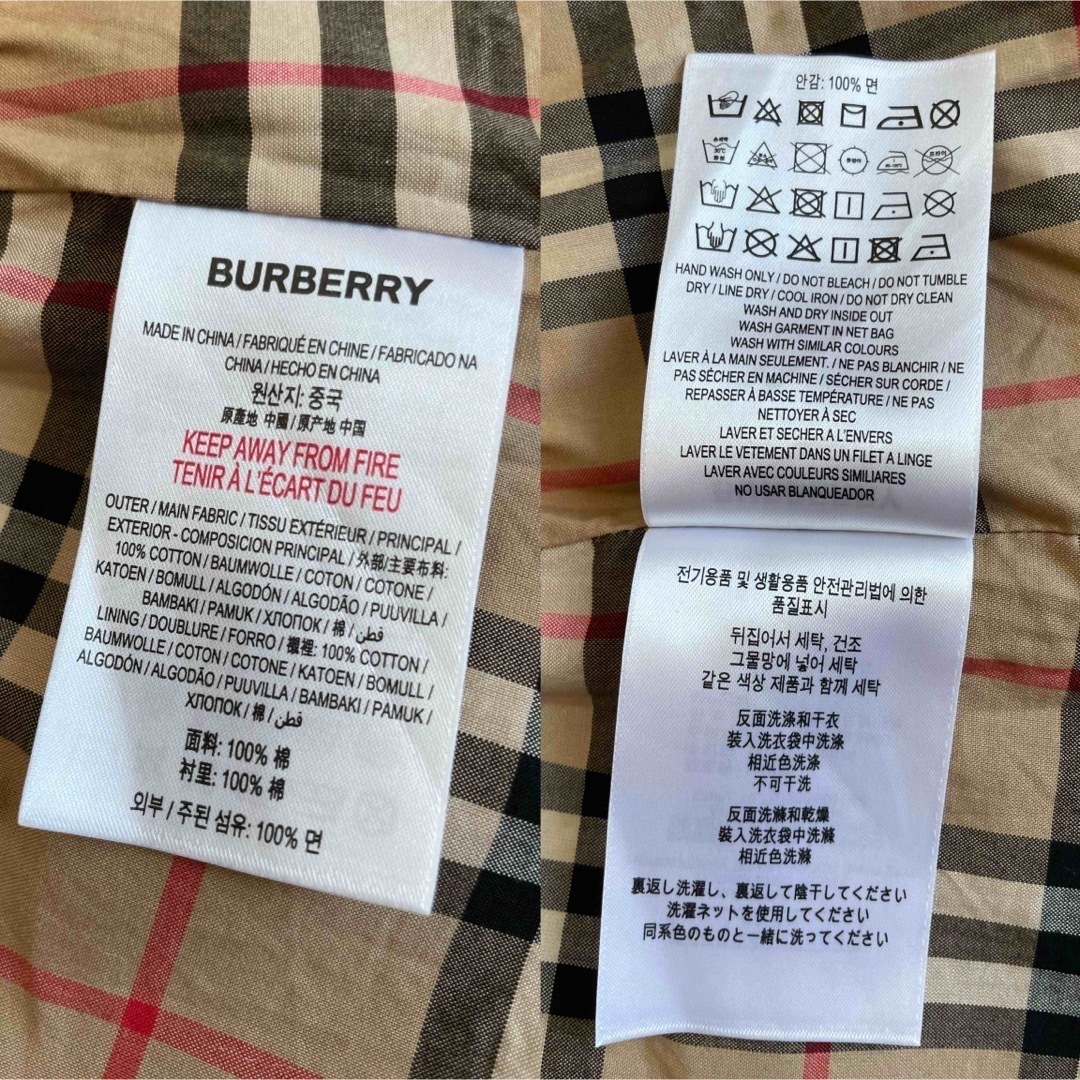 BURBERRY
MADE IN CHINA / FABRIQUÉ EN CHINE / FABRICADO NA
CHINA / HECHO EN CHINA
원산지: 중국
原產地 中國 / 原产地 中国
KEEP AWAY FROM FIRE
TENIR À L'ÉCART DU FEU
OUTER / MAIN FABRIC / TISSU EXTÉRIEUR / PRINCIPAL /
EXTERIOR - COMPOSICION PRINCIPAL / 外部/主要布料:
100% COTTON / BAUMWOLLE / COTON / COTONE /
KATOEN / BOMULL / ALGODÓN / ALGODÃO / PUUVILLA /
BAMBAKI / PAMUK / ХЛОПОК / 棉 / قطن /
LINING / DOUBLURE / FORRO / 襯裡: 100% COTTON /
BAUMWOLLE / COTON / COTONE / KATOEN / BOMULL /
ALGODÓN / ALGODÃO / PUUVILLA / BAMBAKI / PAMUK /
ХЛОПОК / 棉 / قطن /
面料: 100% 棉
衬里: 100% 棉
외부 / 주된 섬유: 100% 면
안감: 100% 면
HAND WASH ONLY / DO NOT BLEACH / DO NOT TUMBLE
DRY / LINE DRY / COOL IRON / DO NOT DRY CLEAN
WASH AND DRY INSIDE OUT
WASH GARMENT IN NET BAG
WASH WITH SIMILAR COLOURS
LAVER À LA MAIN SEULEMENT. / NE PAS BLANCHIR / NE
PAS SÉCHER EN MACHINE / SÉCHER SUR CORDE /
REPASSER À BASSE TEMPÉRATURE / NE PAS
NETTOYER À SEC
LAVER ET SECHER A L'ENVERS
LAVER LE VETEMENT DANS UN FILET A LINGE
LAVER AVEC COULEURS SIMILIARES
NO USAR BLANQUEADOR
전기용품 및 생활용품 안전관리법에 의한
품질표시
뒤집어서 세탁, 건조
그물망에 넣어 세탁
같은 색상 제품과 함께 세탁
反面洗涤和干衣
装入洗衣袋中洗涤
相近色洗涤
不可干洗
反面洗滌和乾燥
裝入洗衣袋中洗滌
相近色洗滌
裏返し洗濯し、裏返して陰干してください
洗濯ネットを使用してください
同系色のものと一緒に洗ってください